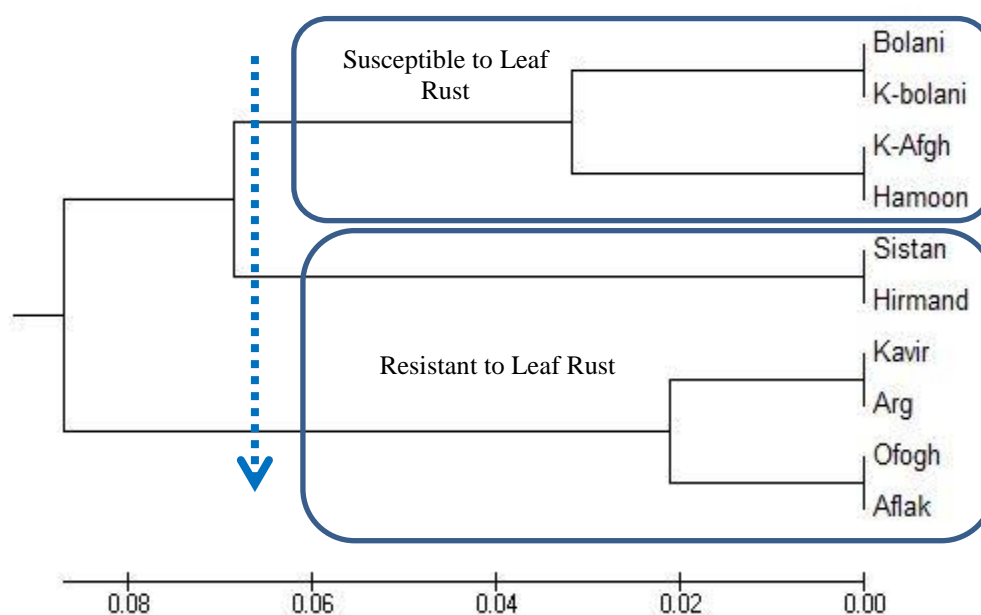 Susceptible to Leaf
Rust
Bolani
K-bolani
K-Afgh
Hamoon
Sistan
Hirmand
Resistant to Leaf Rust
Kavir
Arg
Ofogh
Aflak
0.08 0.06 0.04 0.02 0.00